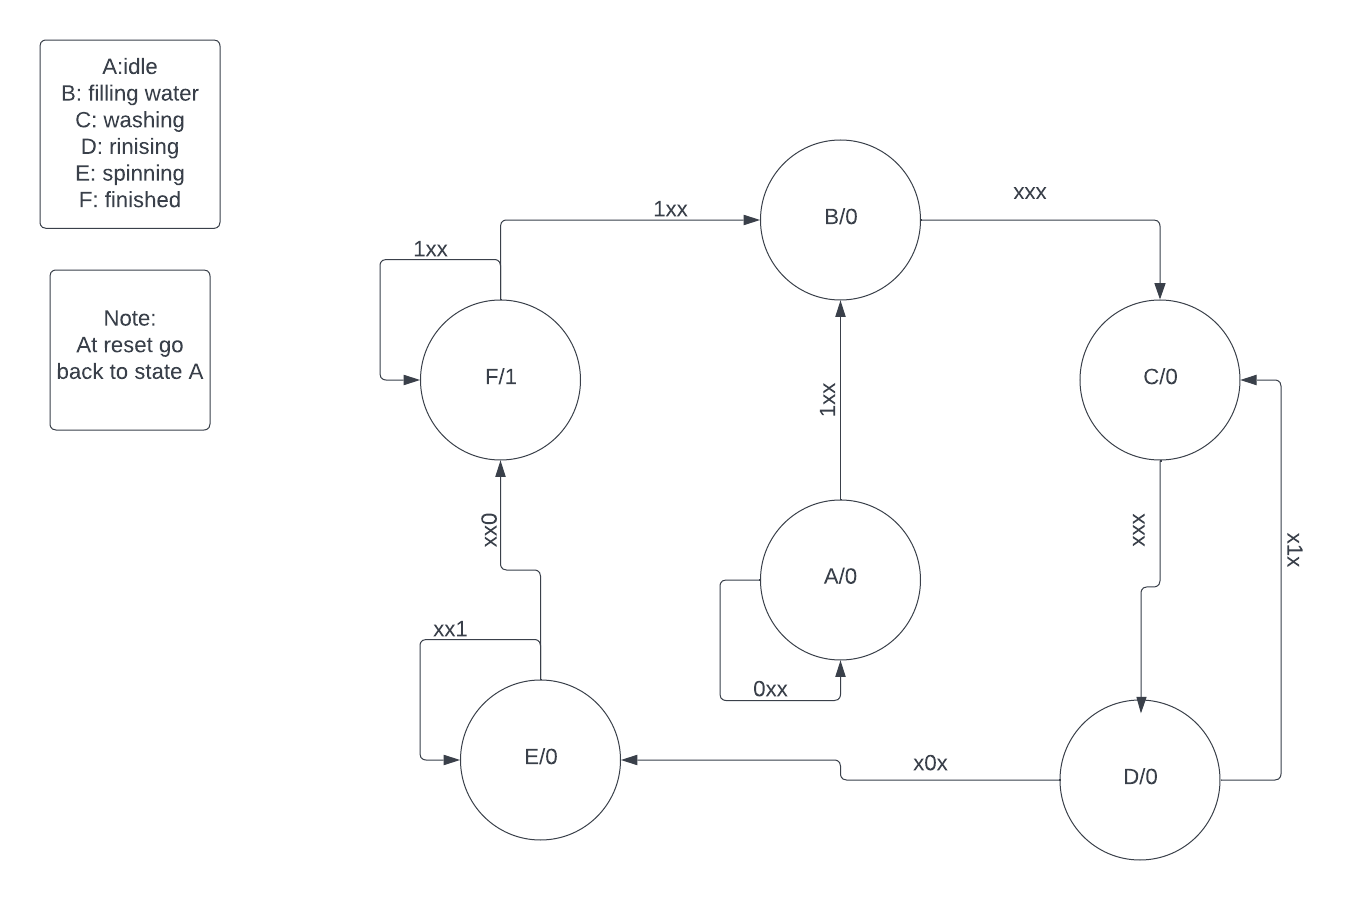 A:idle
B: filling water
C: washing
D: rinising
E: spinning
F: finished
Note:
At reset go
back to state A
1xx
1xx
B/0
xxx
F/1
C/0
1xx
xx0
xxx
x1x
A/0
xx1
0xx
E/0
x0x
D/0